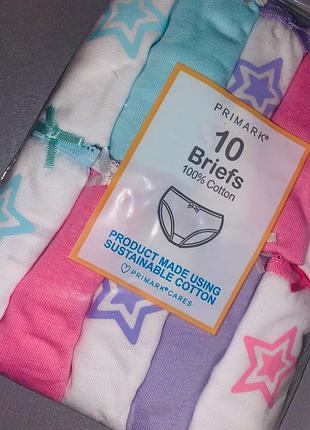 PRIMARK®
10
Briefs
100% Cotton
PRODUCT MADE USING
SUSTAINABLE COTTON
PRIMARK®CARES